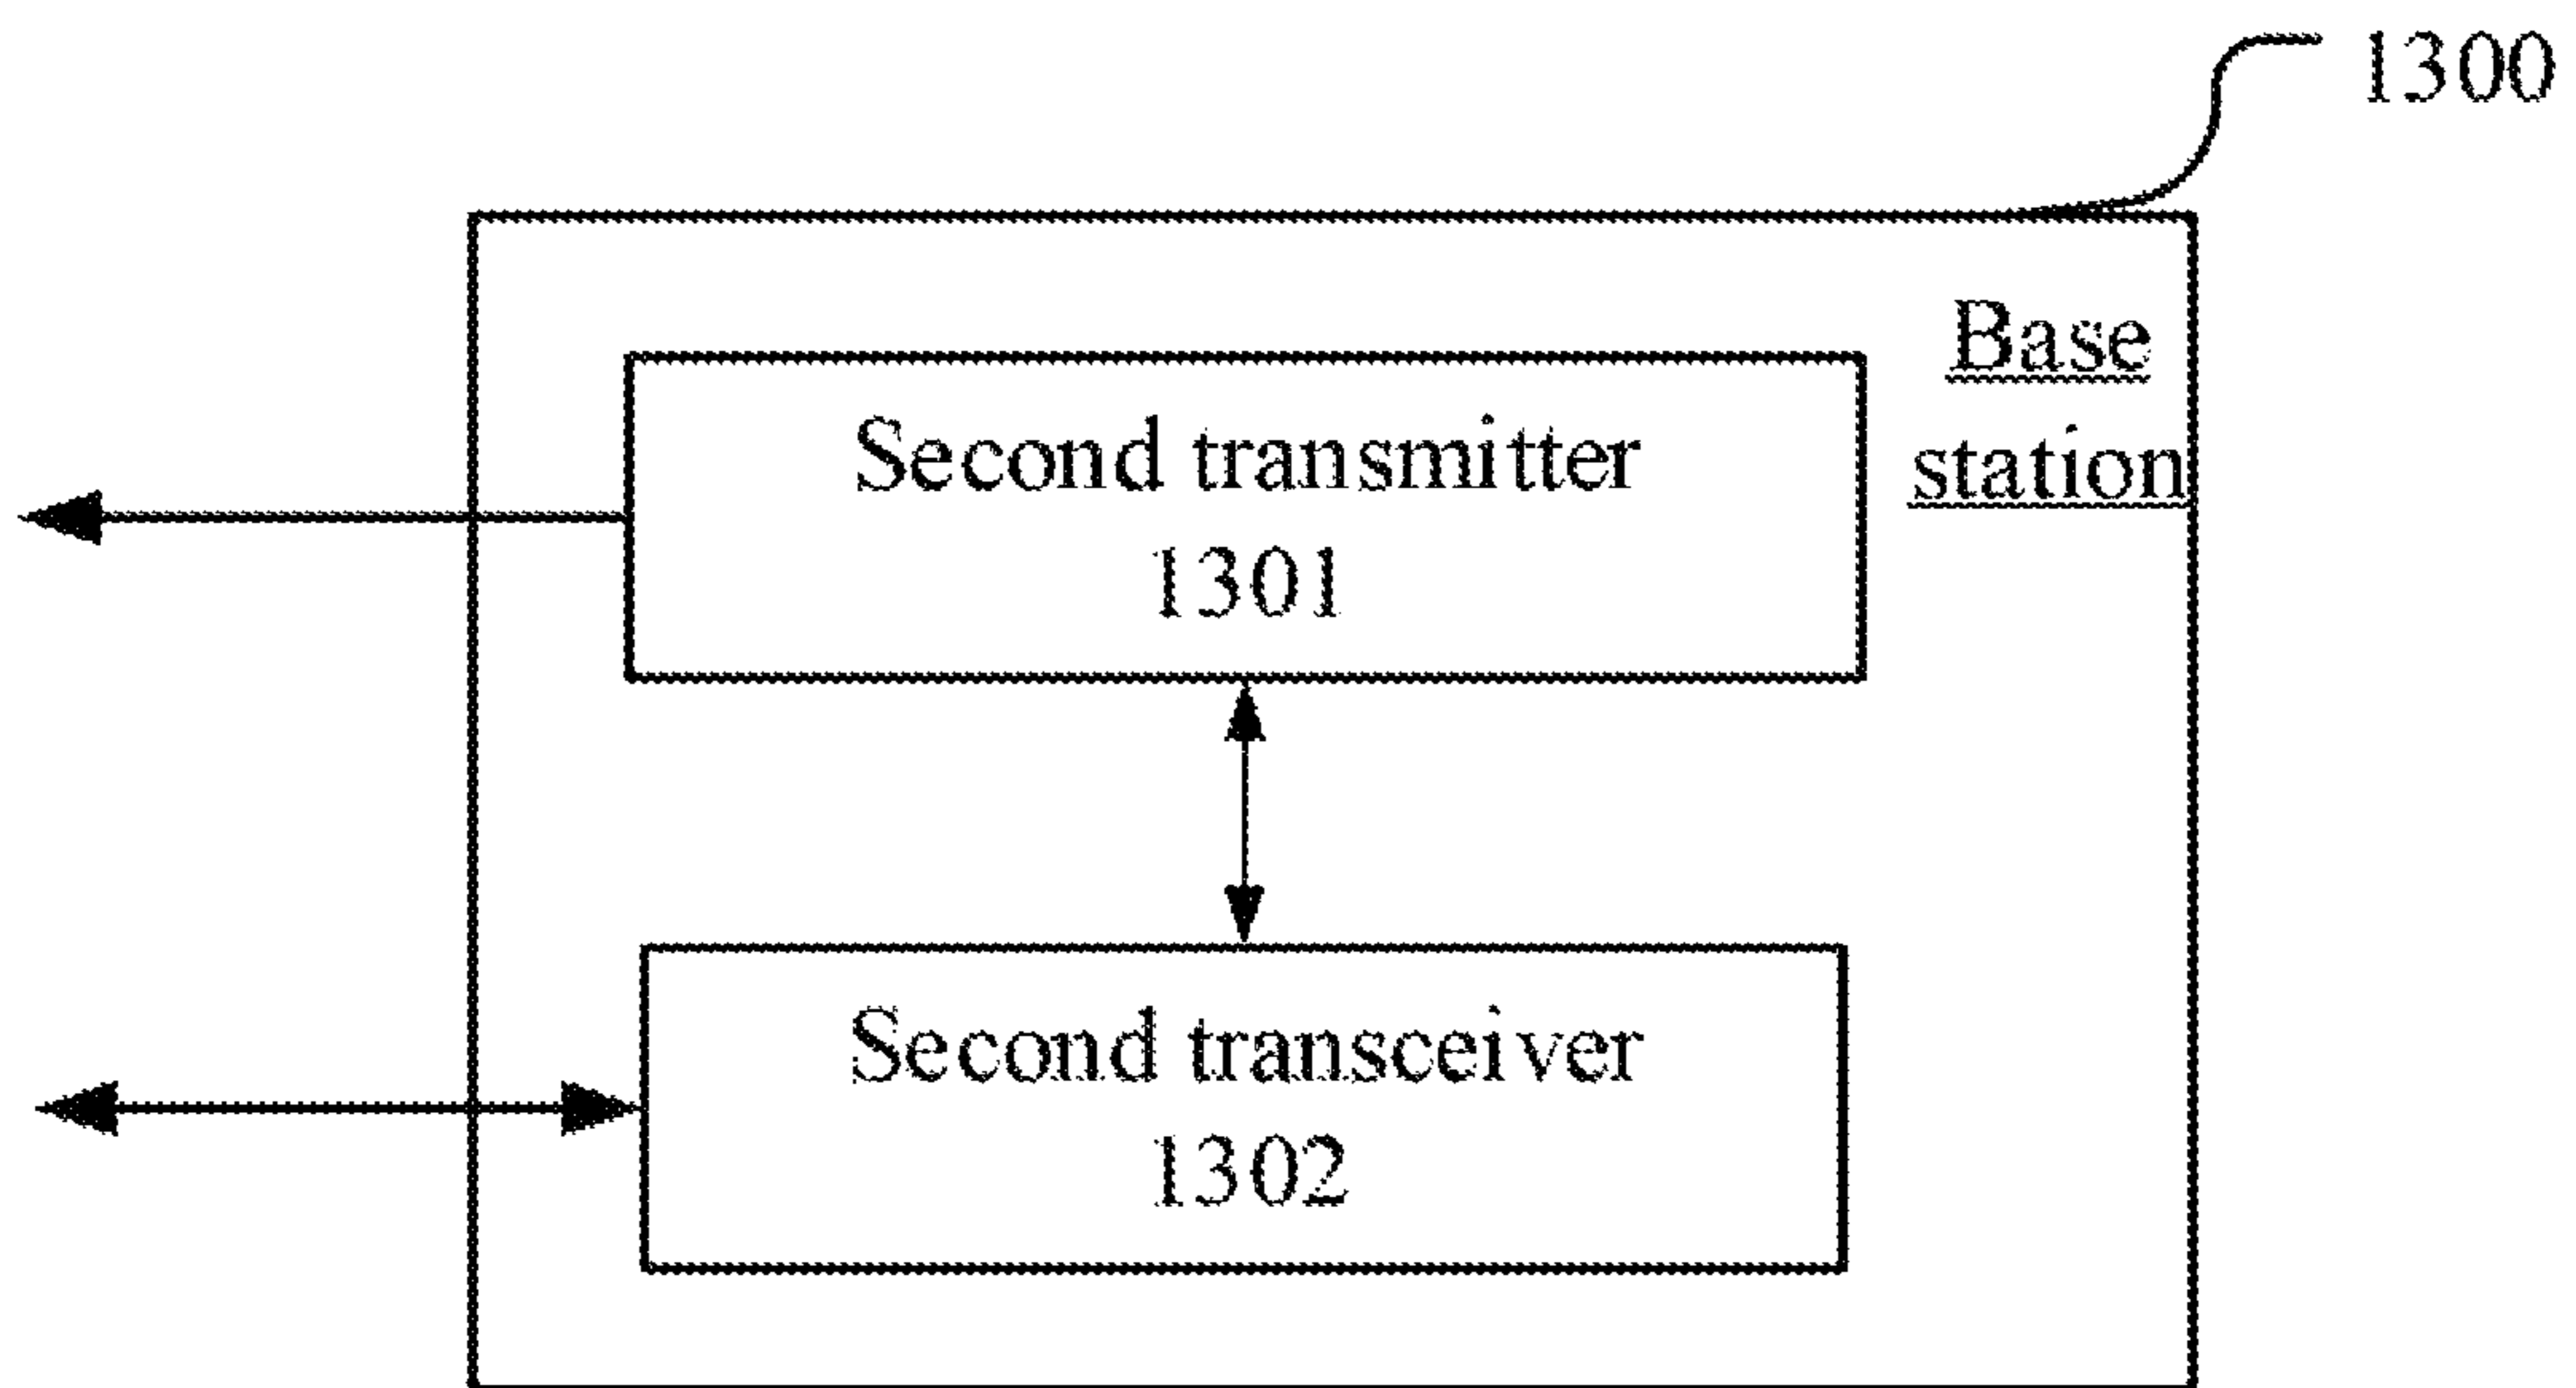 1300
Base
station
Second transmitter
1301
Second transceiver
1302